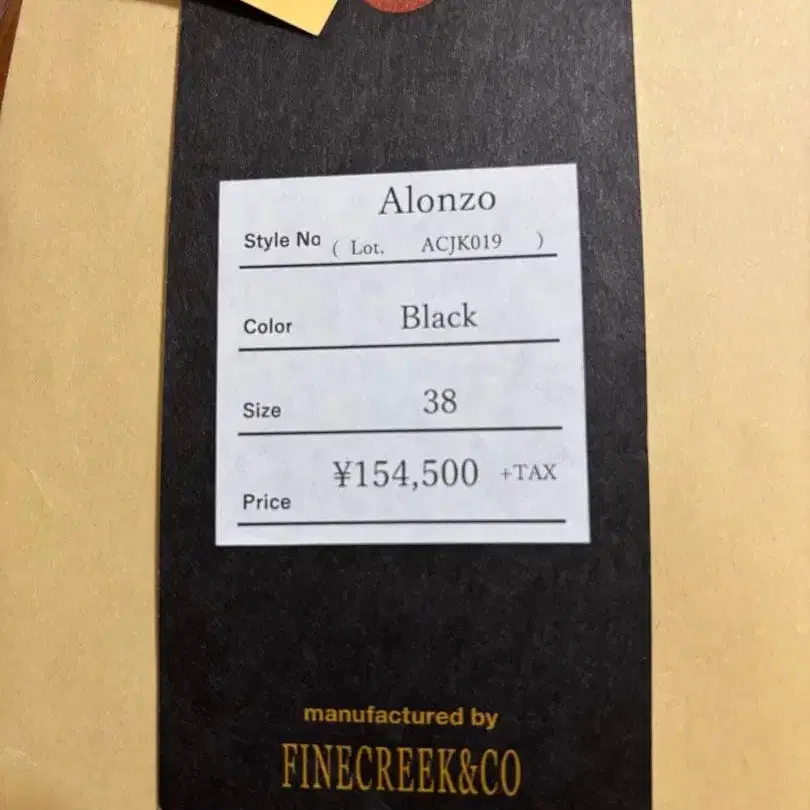 Alonzo
Style No ( Lot. ACJK019 )
Color Black
Size 38
Price ¥154,500 +TAX
manufactured by
FINECREEK&CO